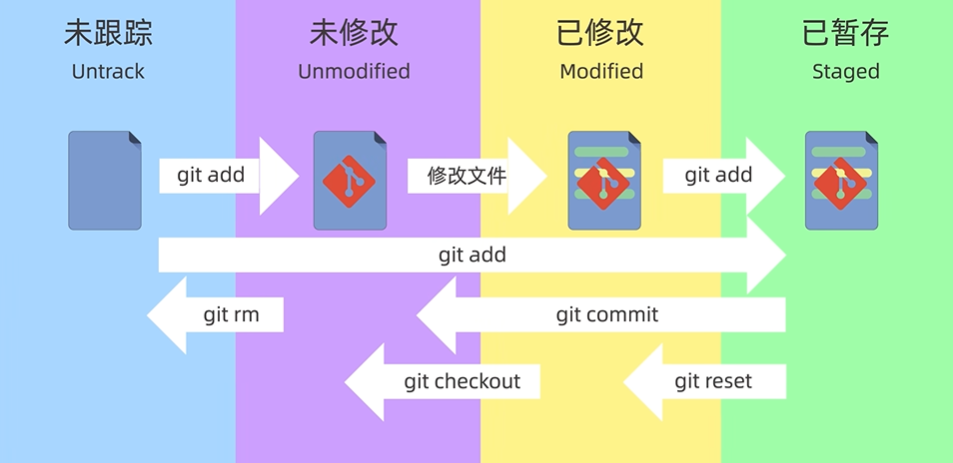 未跟踪
Untrack
未修改
Unmodified
已修改
Modified
已暂存
Staged
git add
修改文件
git add
git add
git rm
git commit
git checkout
git reset